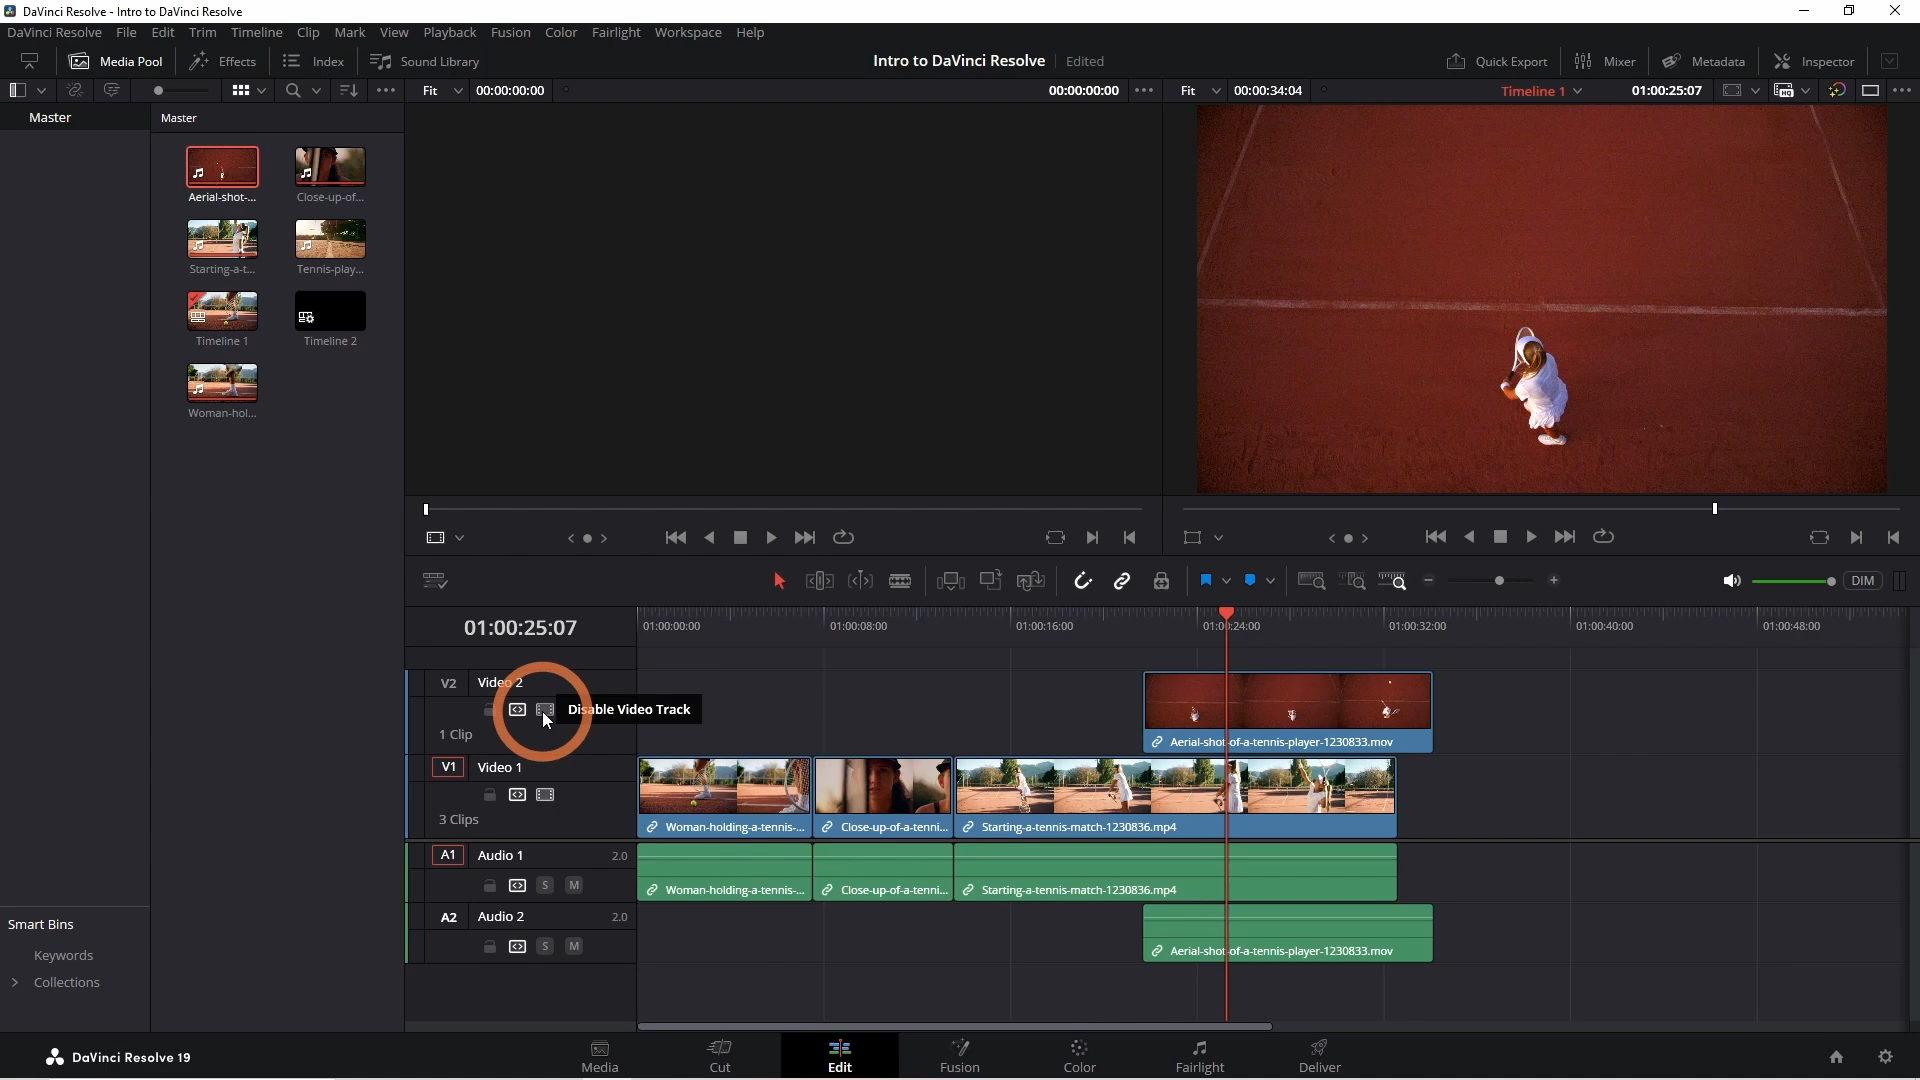 DaVinci Resolve - Intro to DaVinci Resolve
DaVinci Resolve File Edit Trim Timeline Clip Mark View Playback Fusion Color Fairlight Workspace Help
Media Pool Effects Index Sound Library Intro to DaVinci Resolve Edited Quick Export Mixer Metadata Inspector
Fit 00:00:00:00 00:00:00:00 Fit 00:00:34:04 Timeline 1 01:00:25:07
Master Master
Aerial-shot-... Close-up-of...
Starting-a-t... Tennis-play...
Timeline 1 Timeline 2
Woman-hol...
DIM
01:00:25:07
01:00:00:00 01:00:08:00 01:00:16:00 01:00:24:00 01:00:32:00 01:00:40:00 01:00:48:00
V2 Video 2
Disable Video Track
1 Clip
Aerial-shot-of-a-tennis-player-1230833.mov
V1 Video 1
3 Clips
Woman-holding-a-tennis-... Close-up-of-a-tenni... Starting-a-tennis-match-1230836.mp4
A1 Audio 1 2.0
S M
Woman-holding-a-tennis-... Close-up-of-a-tenni... Starting-a-tennis-match-1230836.mp4
A2 Audio 2 2.0
S M
Aerial-shot-of-a-tennis-player-1230833.mov
Smart Bins
Keywords
Collections
DaVinci Resolve 19
Media Cut Edit Fusion Color Fairlight Deliver